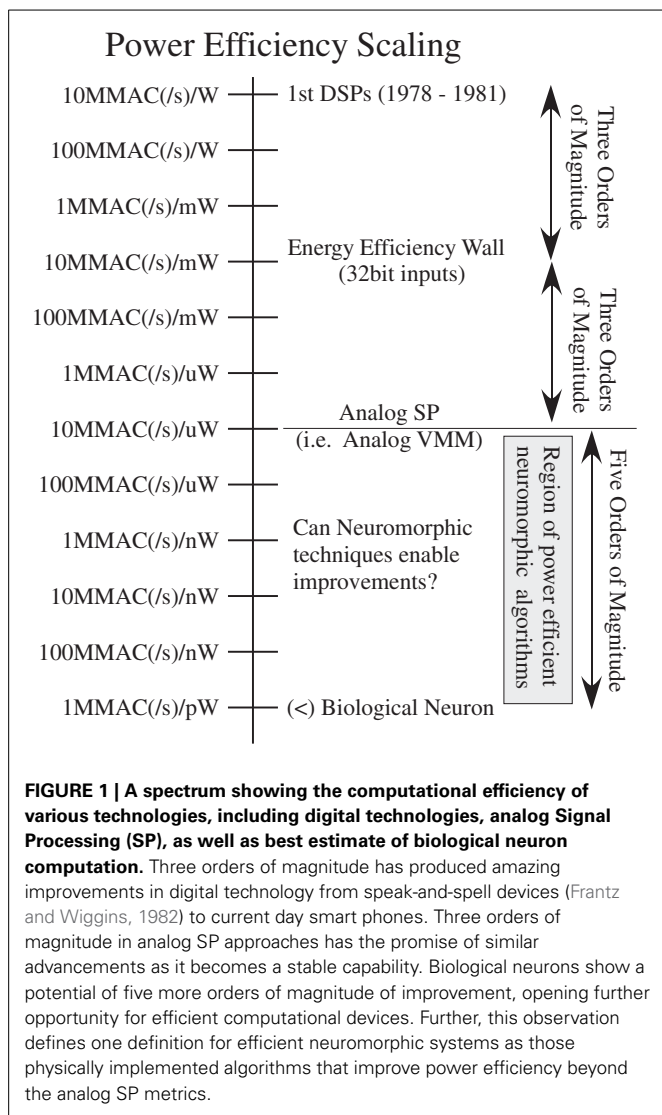 Power Efficiency Scaling
10MMAC(/s)/W
1st DSPs (1978 - 1981)
100MMAC(/s)/W
1MMAC(/s)/mW
Three Orders
of Magnitude
10MMAC(/s)/mW
Energy Efficiency Wall
(32bit inputs)
100MMAC(/s)/mW
1MMAC(/s)/uW
Three Orders
of Magnitude
10MMAC(/s)/uW
Analog SP
(i.e. Analog VMM)
100MMAC(/s)/uW
1MMAC(/s)/nW
Can Neuromorphic
techniques enable
improvements?
10MMAC(/s)/nW
100MMAC(/s)/nW
Region of power efficient
neuromorphic algorithms
Five Orders of Magnitude
1MMAC(/s)/pW
(<) Biological Neuron
FIGURE 1 | A spectrum showing the computational efficiency of
various technologies, including digital technologies, analog Signal
Processing (SP), as well as best estimate of biological neuron
computation. Three orders of magnitude has produced amazing
improvements in digital technology from speak-and-spell devices (Frantz
and Wiggins, 1982) to current day smart phones. Three orders of
magnitude in analog SP approaches has the promise of similar
advancements as it becomes a stable capability. Biological neurons show a
potential of five more orders of magnitude of improvement, opening further
opportunity for efficient computational devices. Further, this observation
defines one definition for efficient neuromorphic systems as those
physically implemented algorithms that improve power efficiency beyond
the analog SP metrics.